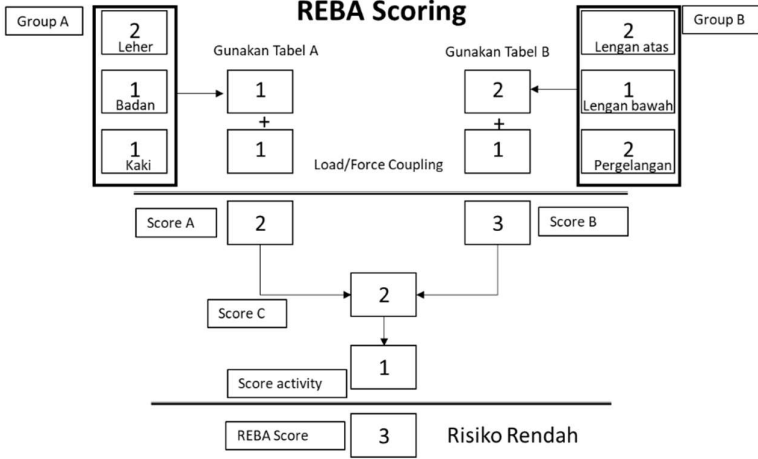 REBA Scoring
Group A
2
Leher
1
Badan
1
Kaki
Gunakan Tabel A
1
+
1
Load/Force Coupling
Gunakan Tabel B
2
+
1
Group B
2
Lengan atas
1
Lengan bawah
2
Pergelangan
Score A
2
3
Score B
2
Score C
1
Score activity
REBA Score
3
Risiko Rendah